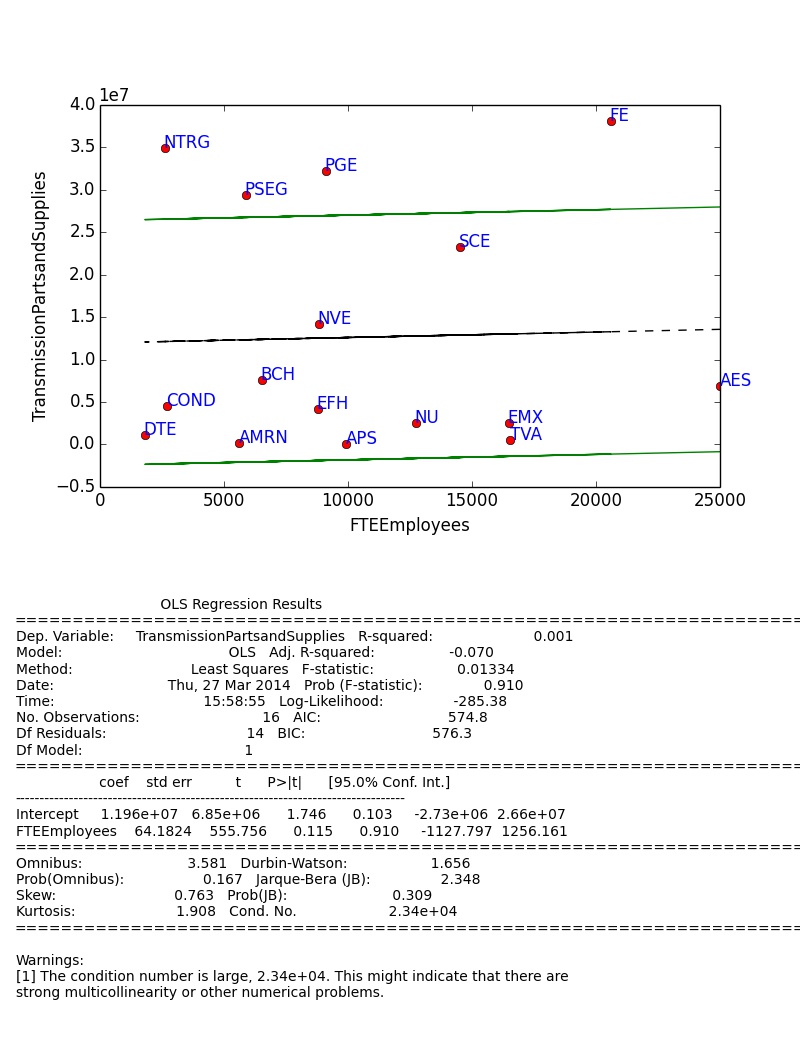 1e7
4.0
FE
NTRG
3.5
PGE
PSEG
3.0
2.5
SCE
2.0
TransmissionPartsandSupplies
NVE
1.5
1.0
BCH
AES
COND
EFH
0.5
NU
EMX
DTE
AMRN
APS
TVA
0.0
−0.5
0 5000 10000 15000 20000 25000
FTEEmployees
OLS Regression Results
==============================================================================
Dep. Variable: TransmissionPartsandSupplies R-squared: 0.001
Model: OLS Adj. R-squared: -0.070
Method: Least Squares F-statistic: 0.01334
Date: Thu, 27 Mar 2014 Prob (F-statistic): 0.910
Time: 15:58:55 Log-Likelihood: -285.38
No. Observations: 16 AIC: 574.8
Df Residuals: 14 BIC: 576.3
Df Model: 1
==============================================================================
coef std err t P>|t| [95.0% Conf. Int.]
------------------------------------------------------------------------------
Intercept 1.196e+07 6.85e+06 1.746 0.103 -2.73e+06 2.66e+07
FTEEmployees 64.1824 555.756 0.115 0.910 -1127.797 1256.161
==============================================================================
Omnibus: 3.581 Durbin-Watson: 1.656
Prob(Omnibus): 0.167 Jarque-Bera (JB): 2.348
Skew: 0.763 Prob(JB): 0.309
Kurtosis: 1.908 Cond. No. 2.34e+04
==============================================================================
Warnings:
[1] The condition number is large, 2.34e+04. This might indicate that there are
strong multicollinearity or other numerical problems.